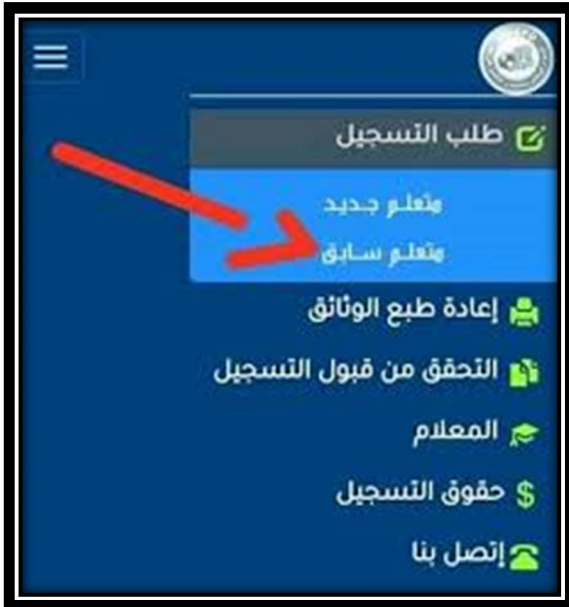 طلب التسجيل
متعلم جديد
متعلم سابق
إعادة طبع الوثائق
التحقق من قبول التسجيل
المعلام
حقوق التسجيل
إتصل بنا